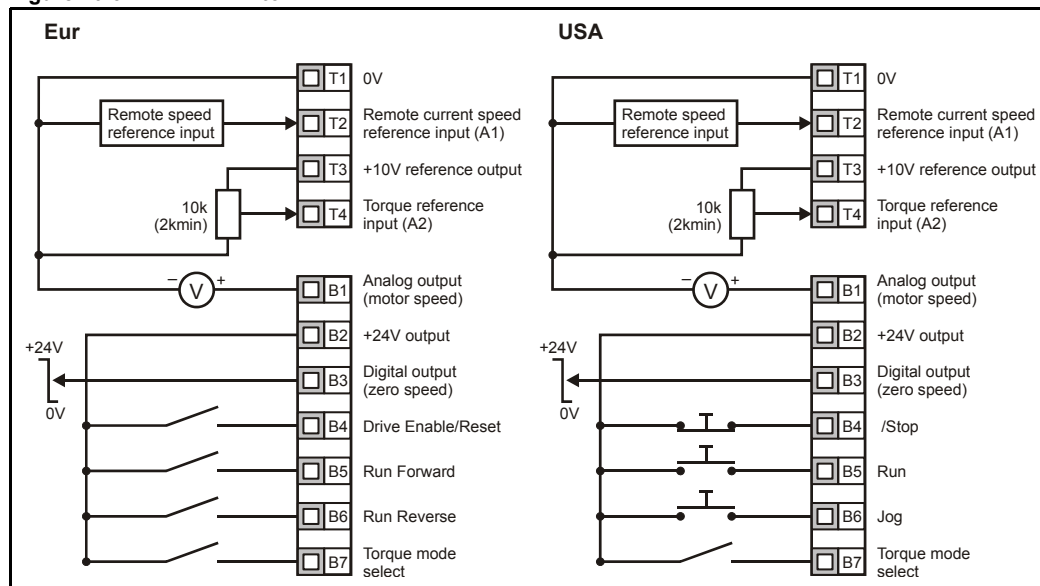 Eur
T1 0V
Remote speed
reference input
T2 Remote current speed
reference input (A1)
T3 +10V reference output
10k
(2kmin)
T4 Torque reference
input (A2)
− V +
B1 Analog output
(motor speed)
B2 +24V output
+24V
0V
B3 Digital output
(zero speed)
B4 Drive Enable/Reset
B5 Run Forward
B6 Run Reverse
B7 Torque mode
select
USA
T1 0V
Remote speed
reference input
T2 Remote current speed
reference input (A1)
T3 +10V reference output
10k
(2kmin)
T4 Torque reference
input (A2)
− V +
B1 Analog output
(motor speed)
B2 +24V output
+24V
0V
B3 Digital output
(zero speed)
B4 /Stop
B5 Run
B6 Jog
B7 Torque mode
select